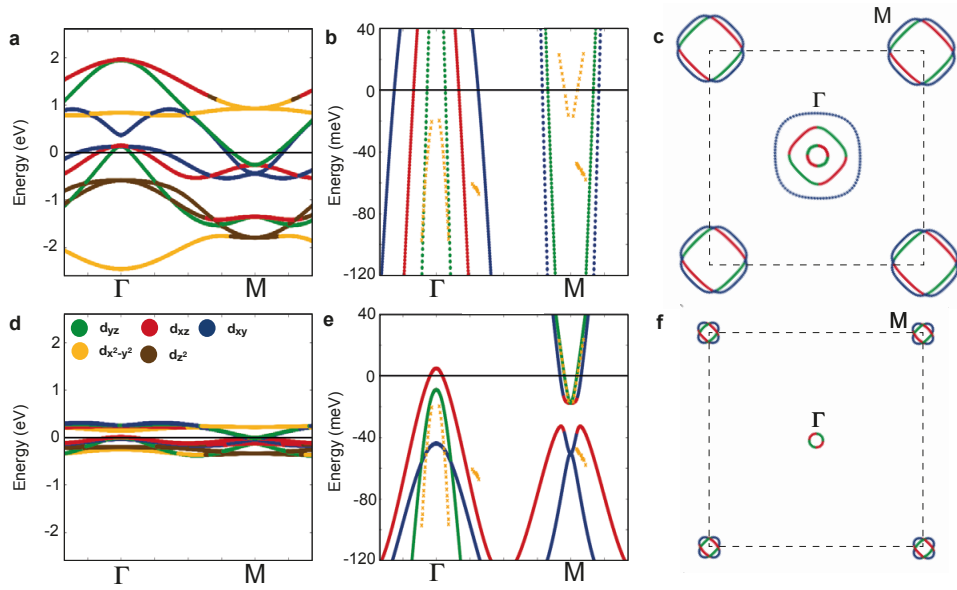 a
Energy (eV)
2
1
0
-1
-2
Γ
M
b
Energy (meV)
40
0
-40
-80
-120
Γ
M
c
M
Γ
d
Energy (eV)
2
1
0
-1
-2
dyz
dxz
dxy
dx²-y²
dz²
Γ
M
e
Energy (meV)
40
0
-40
-80
-120
Γ
M
f
M
Γ